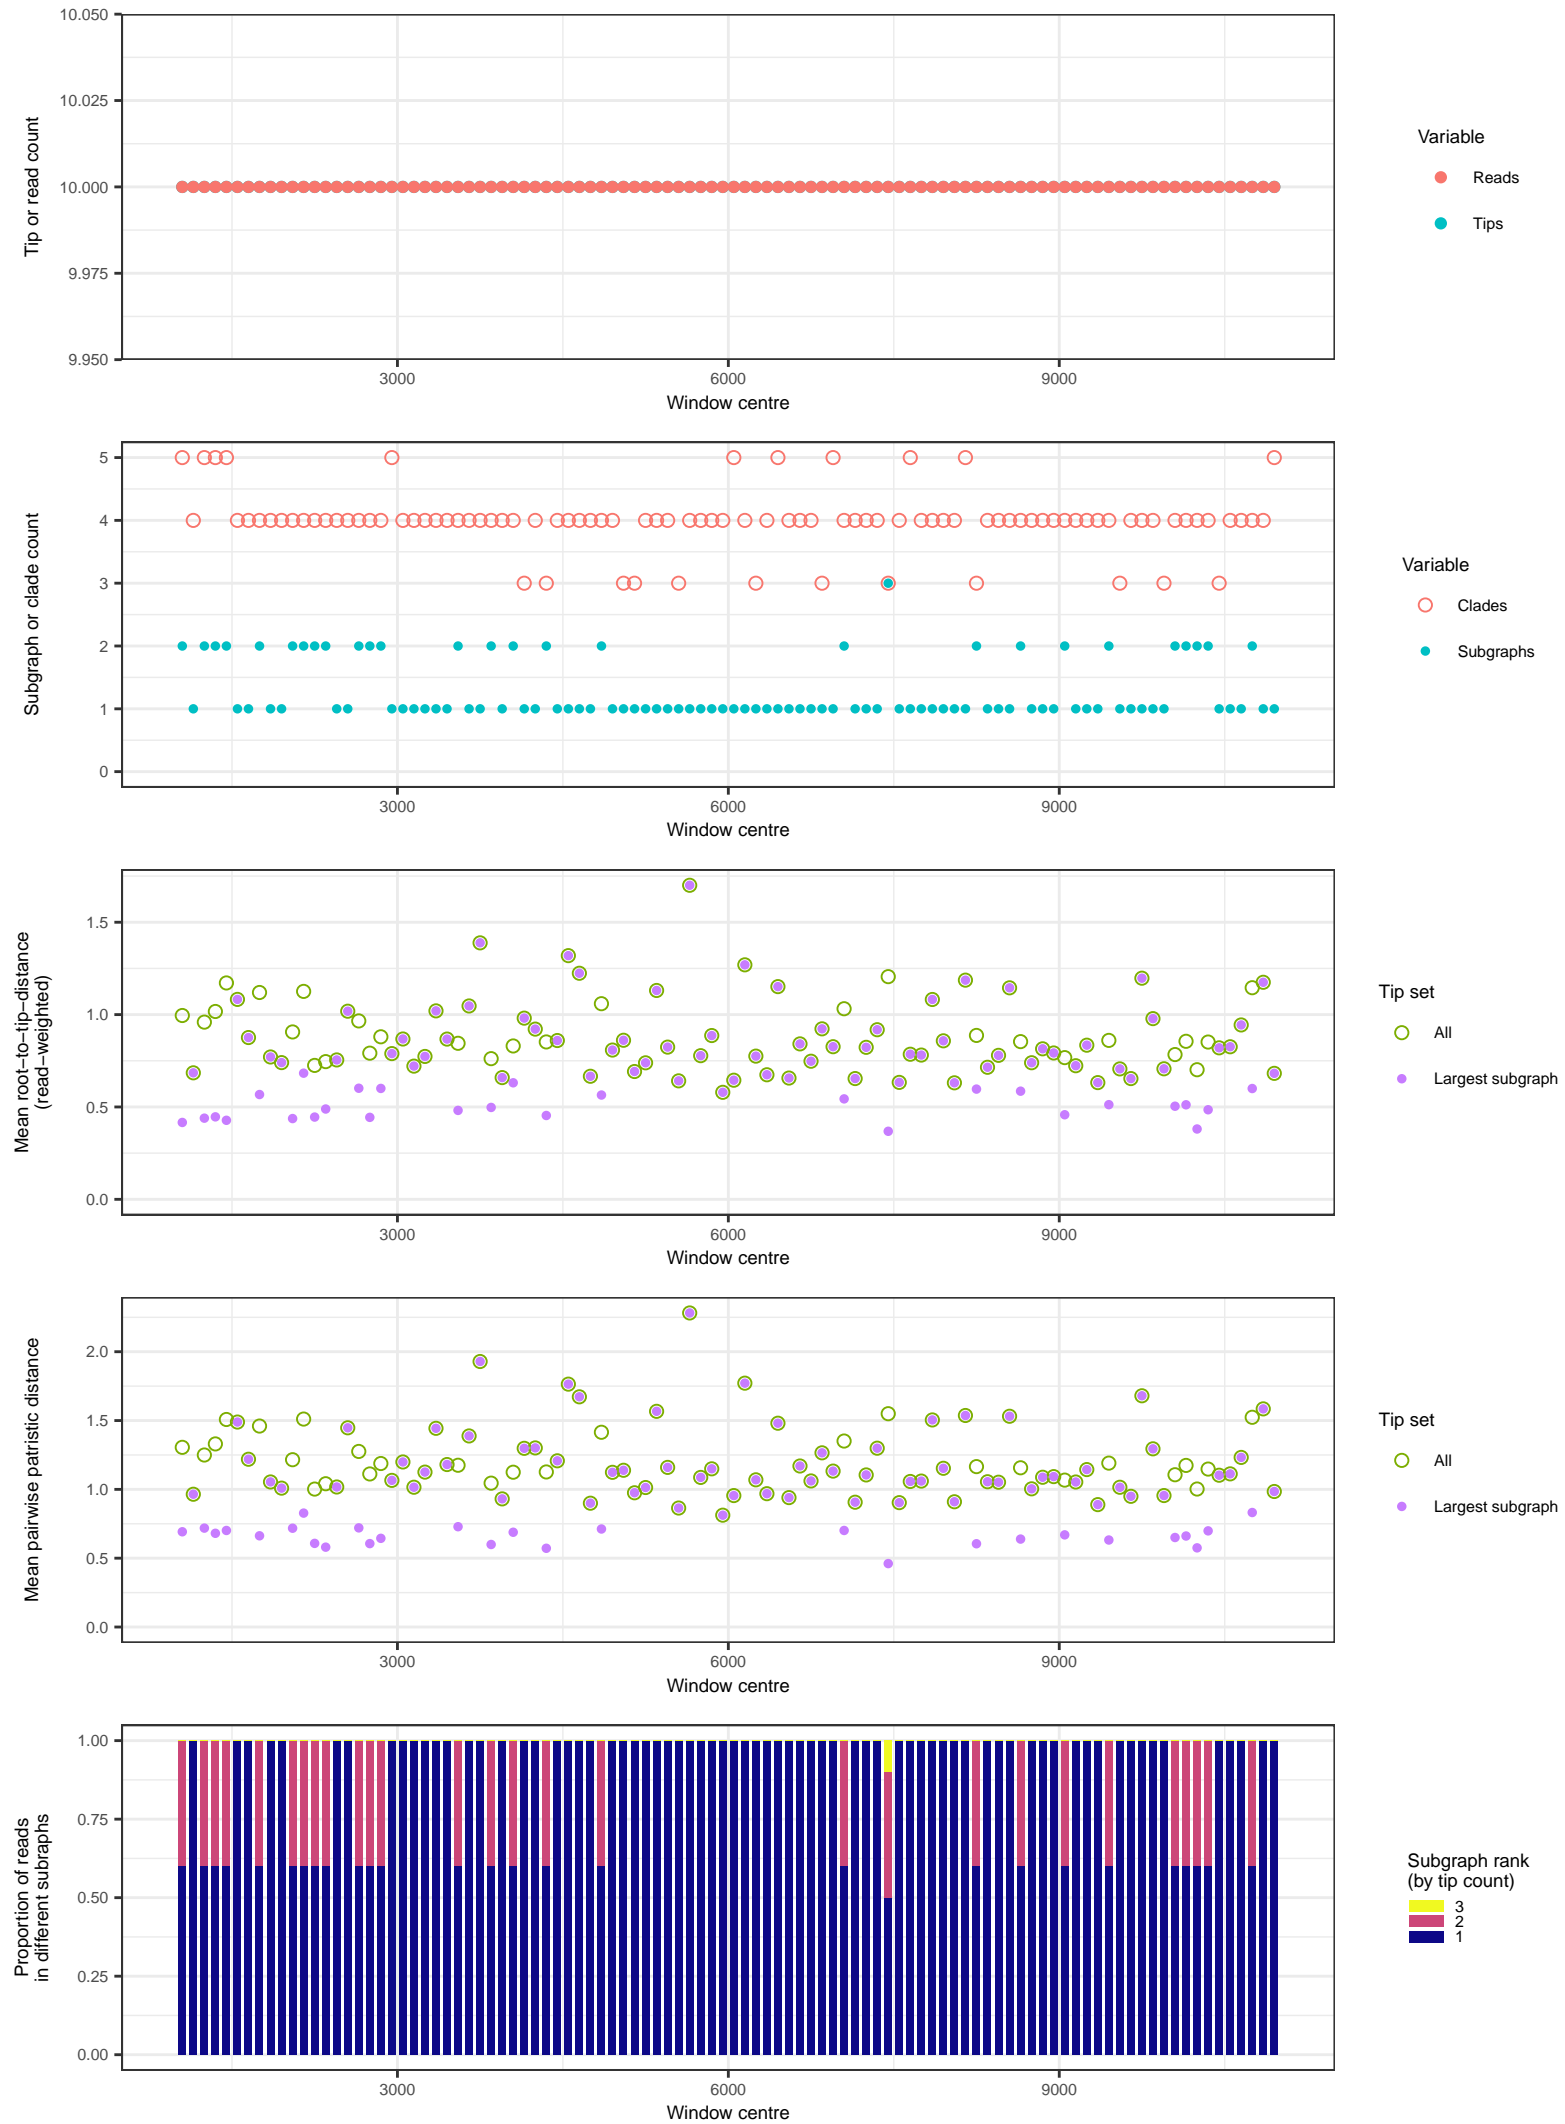 10.050
10.025
10.000
9.975
9.950
Tip or read count
3000
6000
9000
Window centre
Variable
Reads
Tips
5
4
3
2
1
0
Subgraph or clade count
3000
6000
9000
Window centre
Variable
Clades
Subgraphs
1.5
1.0
0.5
0.0
Mean root−to−tip−distance
(read−weighted)
3000
6000
9000
Window centre
Tip set
All
Largest subgraph
2.0
1.5
1.0
0.5
0.0
Mean pairwise patristic distance
3000
6000
9000
Window centre
Tip set
All
Largest subgraph
1.00
0.75
0.50
0.25
0.00
Proportion of reads
in different subraphs
3000
6000
9000
Window centre
Subgraph rank
(by tip count)
3
2
1